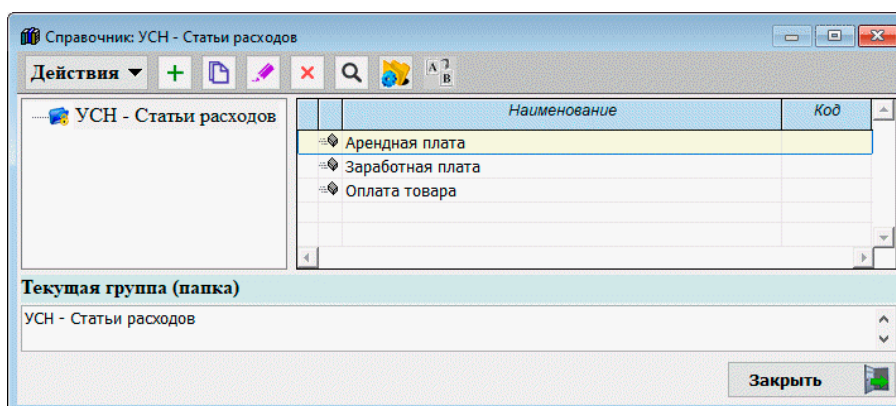 Справочник: УСН - Статьи расходов
Действия
A B
УСН - Статьи расходов
Наименование Код
Арендная плата
Заработная плата
Оплата товара
Текущая группа (папка)
УСН - Статьи расходов
Закрыть